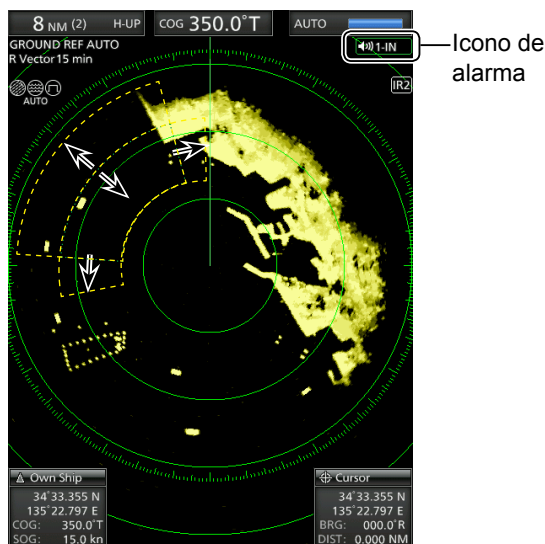 8 NM (2) H-UP COG 350.0°T AUTO
GROUND REF AUTO
R Vector15 min
1-IN
Icono de
alarma
IR2
AUTO
Own Ship
34°33.355 N
135°22.797 E
COG: 350.0°T
SOG: 15.0 kn
Cursor
34°33.355 N
135°22.797 E
BRG: 000.0°R
DIST: 0.000 NM